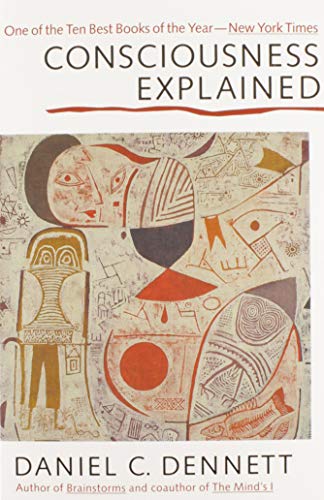 One of the Ten Best Books of the Year—New York Times
CONSCIOUSNESS
EXPLAINED
DANIEL C. DENNETT
Author of Brainstorms and coauthor of The Mind's I